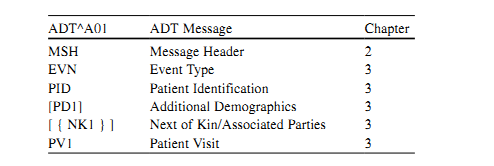 ADT^A01 ADT Message Chapter
MSH Message Header 2
EVN Event Type 3
PID Patient Identification 3
[PD1] Additional Demographics 3
[ { NK1 } ] Next of Kin/Associated Parties 3
PV1 Patient Visit 3